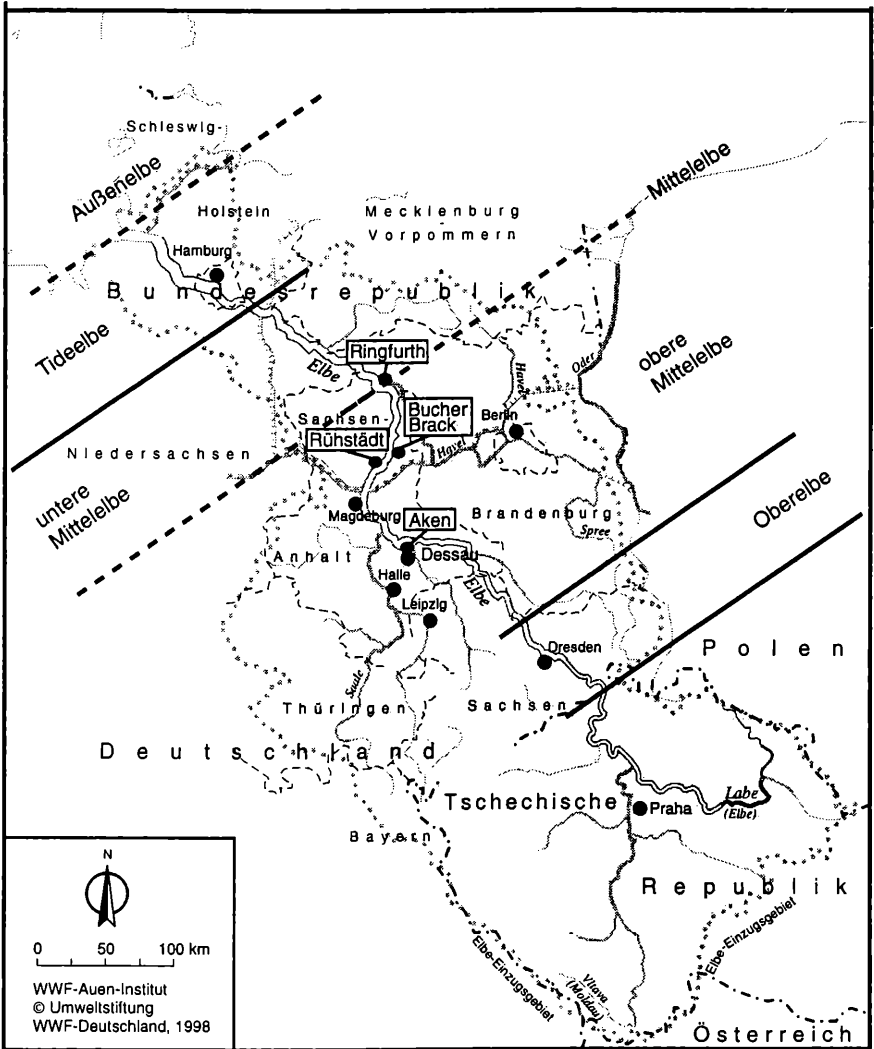 Schleswig-
Außenelbe
Holstein
Mecklenburg
Vorpommern
Mittelelbe
Hamburg
Bundesrepublik
Tideelbe
Elbe
Ringfurth
Havel
Oder
obere
Mittelelbe
Sachsen-
Bucher
Brack
Berlin
Rühstädt
Havel
Niedersachsen
untere
Mittelelbe
Magdeburg
Aken
Brandenburg
Spree
Oberelbe
Anhalt
Dessau
Halle
Elbe
Leipzig
Dresden
Polen
Saale
Thüringen
Sachsen
Deutschland
Tschechische
Labe
(Elbe)
Praha
Bayern
Republik
Elbe-Einzugsgebiet
Elbe-Einzugsgebiet
Vltava
(Moldau)
Österreich
N
0 50 100 km
WWF-Auen-Institut
© Umweltstiftung
WWF-Deutschland, 1998